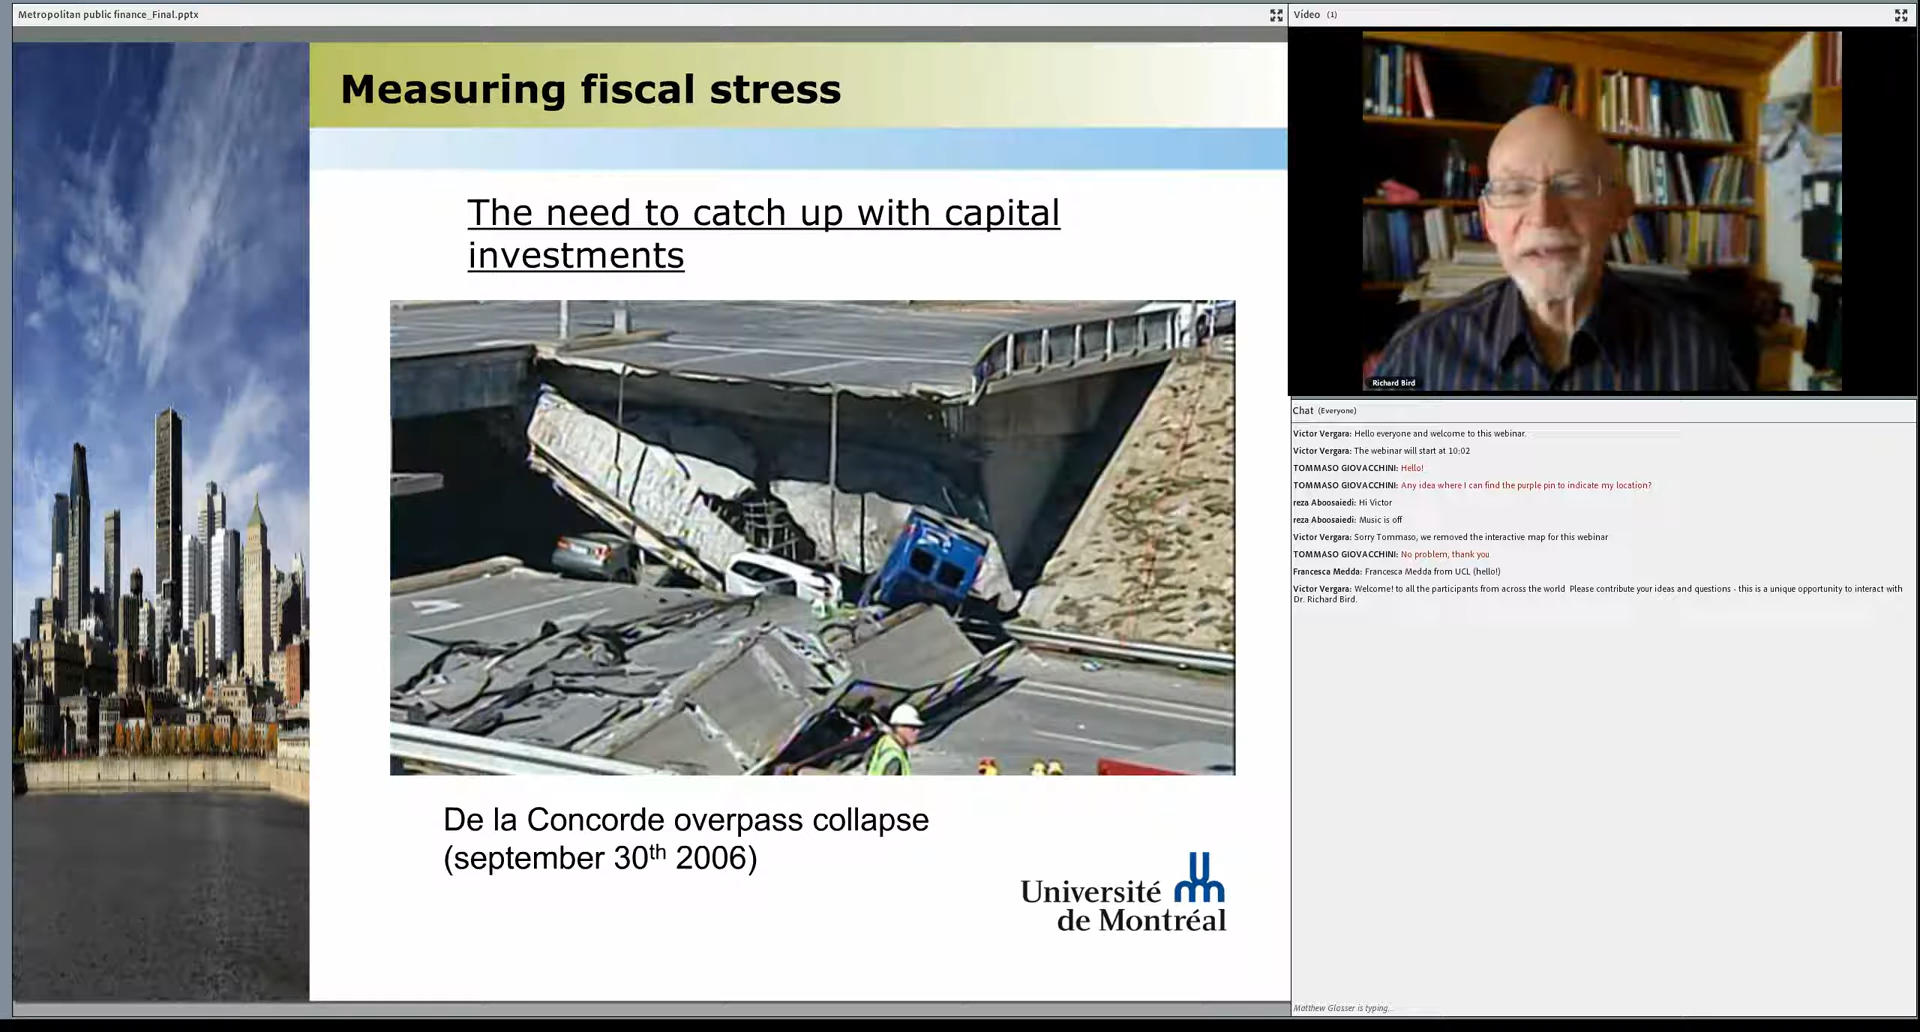 Metropolitan public finance_Final.pptx
Measuring fiscal stress
The need to catch up with capital
investments
De la Concorde overpass collapse
(september 30th 2006)
Université
de Montréal
Vídeo (1)
Richard Bird
Chat (Everyone)
Victor Vergara: Hello everyone and welcome to this webinar.
Victor Vergara: The webinar will start at 10:02
TOMMASO GIOVACCHINI: Hello!
TOMMASO GIOVACCHINI: Any idea where I can find the purple pin to indicate my location?
reza Aboosaiedi: Hi Victor
reza Aboosaiedi: Music is off
Victor Vergara: Sorry Tommaso, we removed the interactive map for this webinar
TOMMASO GIOVACCHINI: No problem, thank you
Francesca Medda: Francesca Medda from UCL (hello!)
Victor Vergara: Welcome! to all the participants from across the world Please contribute your ideas and questions - this is a unique opportunity to interact with
Dr. Richard Bird.
Matthew Glasser is typing...